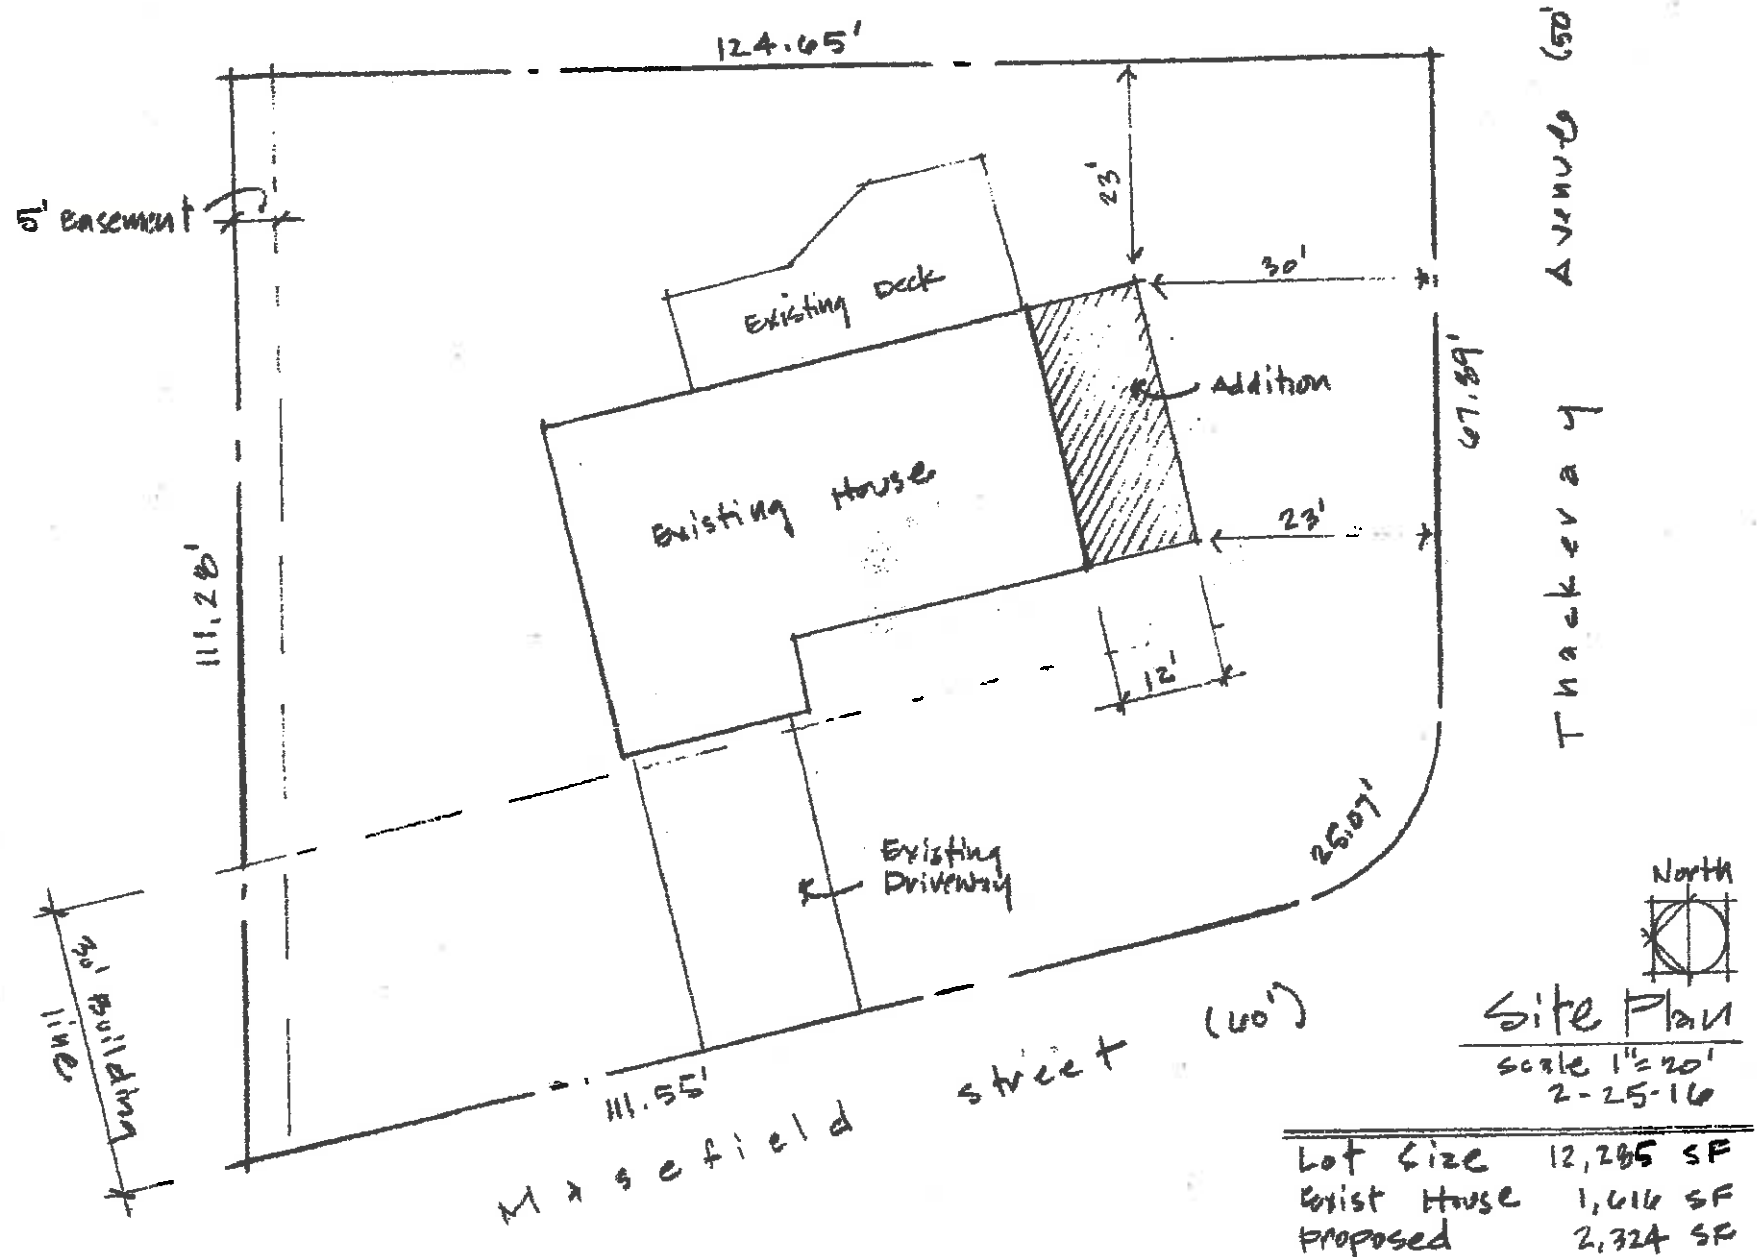 124.65'
Thackeray Avenue (50'
5' Easement
23'
30'
Existing Deck
Addition
67.89'
Existing House
23'
111.28'
12'
25.07'
Existing
Driveway
North
30' Building
line
Site Plan
scale 1"=20'
2-25-16
(60')
111.55'
Masefield Street
Lot Size 12,285 SF
Exist House 1,616 SF
Proposed 2,324 SF